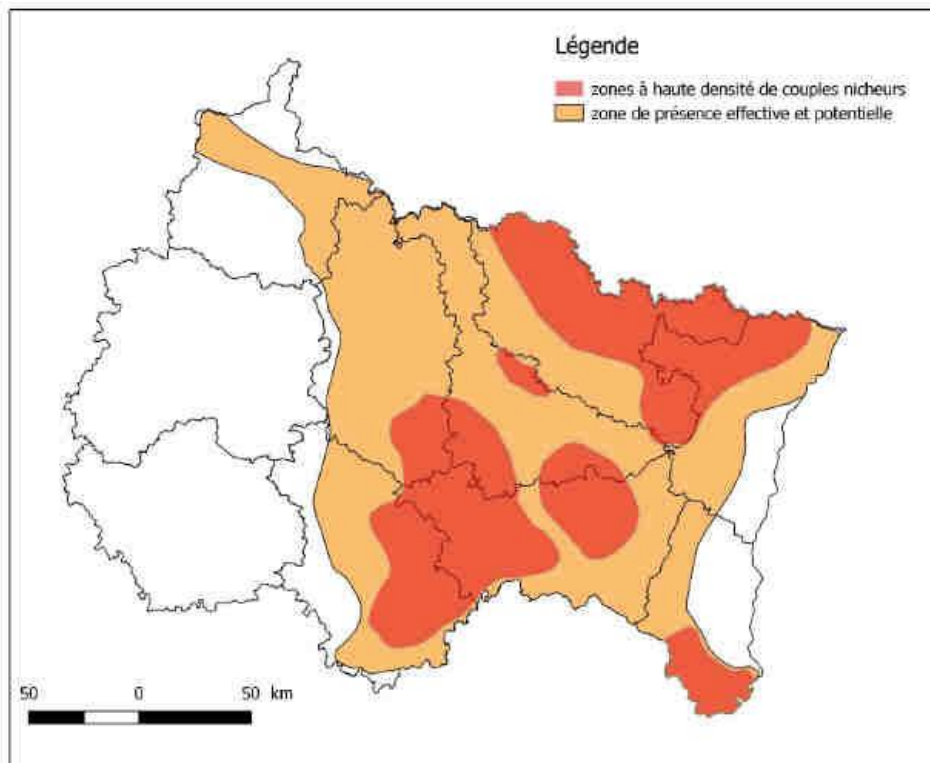 Légende
zones à haute densité de couples nicheurs
zone de présence effective et potentielle
50 0 50 km